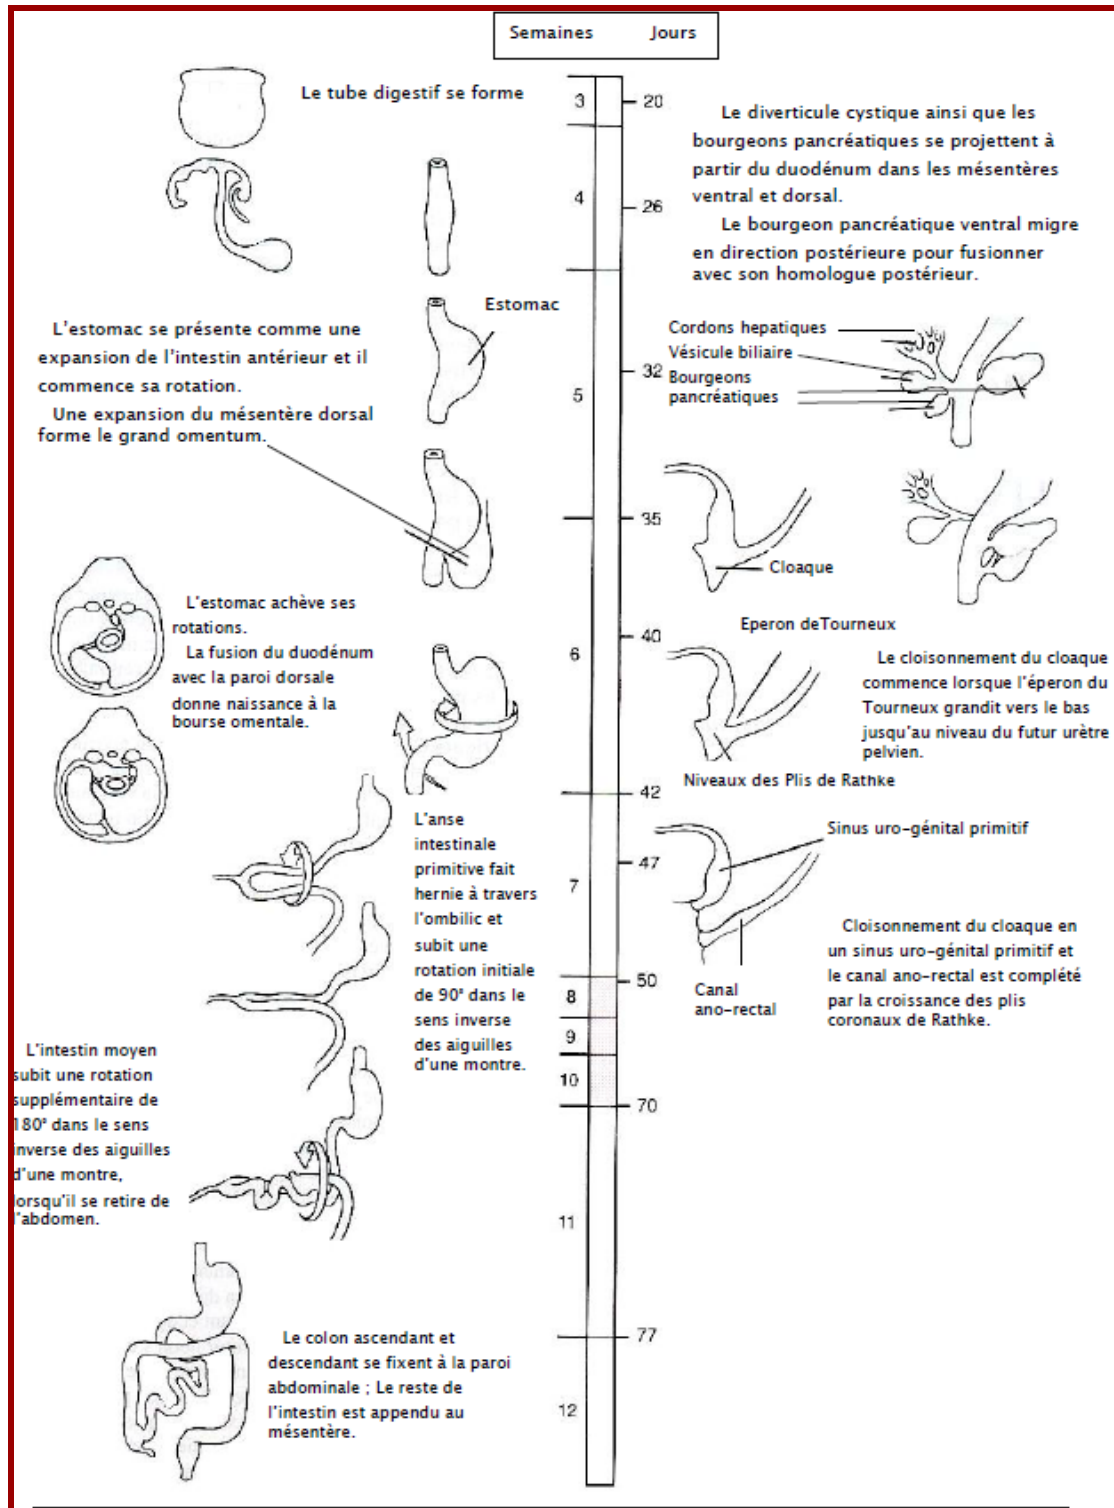 Semaines Jours
Le tube digestif se forme
3
20
Le diverticule cystique ainsi que les
bourgeons pancréatiques se projettent à
partir du duodénum dans les mésentères
ventral et dorsal.
Le bourgeon pancréatique ventral migre
en direction postérieure pour fusionner
avec son homologue postérieur.
4
26
Estomac
L'estomac se présente comme une
expansion de l'intestin antérieur et il
commence sa rotation.
Une expansion du mésentère dorsal
forme le grand omentum.
Cordons hepatiques
Vésicule biliaire
Bourgeons
pancréatiques
32
5
35
Cloaque
L'estomac achève ses
rotations.
La fusion du duodénum
avec la paroi dorsale
donne naissance à la
bourse omentale.
Eperon deTourneux
40
6
Le cloisonnement du cloaque
commence lorsque l'éperon du
Tourneux grandit vers le bas
jusqu'au niveau du futur urètre
pelvien.
Niveaux des Plis de Rathke
42
L'anse
intestinale
primitive fait
hernie à travers
l'ombilic et
subit une
rotation initiale
de 90° dans le
sens inverse
des aiguilles
d'une montre.
Sinus uro-génital primitif
47
7
Cloisonnement du cloaque en
un sinus uro-génital primitif et
le canal ano-rectal est complété
par la croissance des plis
coronaux de Rathke.
Canal
ano-rectal
50
8
9
10
70
L'intestin moyen
subit une rotation
supplémentaire de
180° dans le sens
inverse des aiguilles
d'une montre,
lorsqu'il se retire de
l'abdomen.
11
77
Le colon ascendant et
descendant se fixent à la paroi
abdominale ; Le reste de
l'intestin est appendu au
mésentère.
12